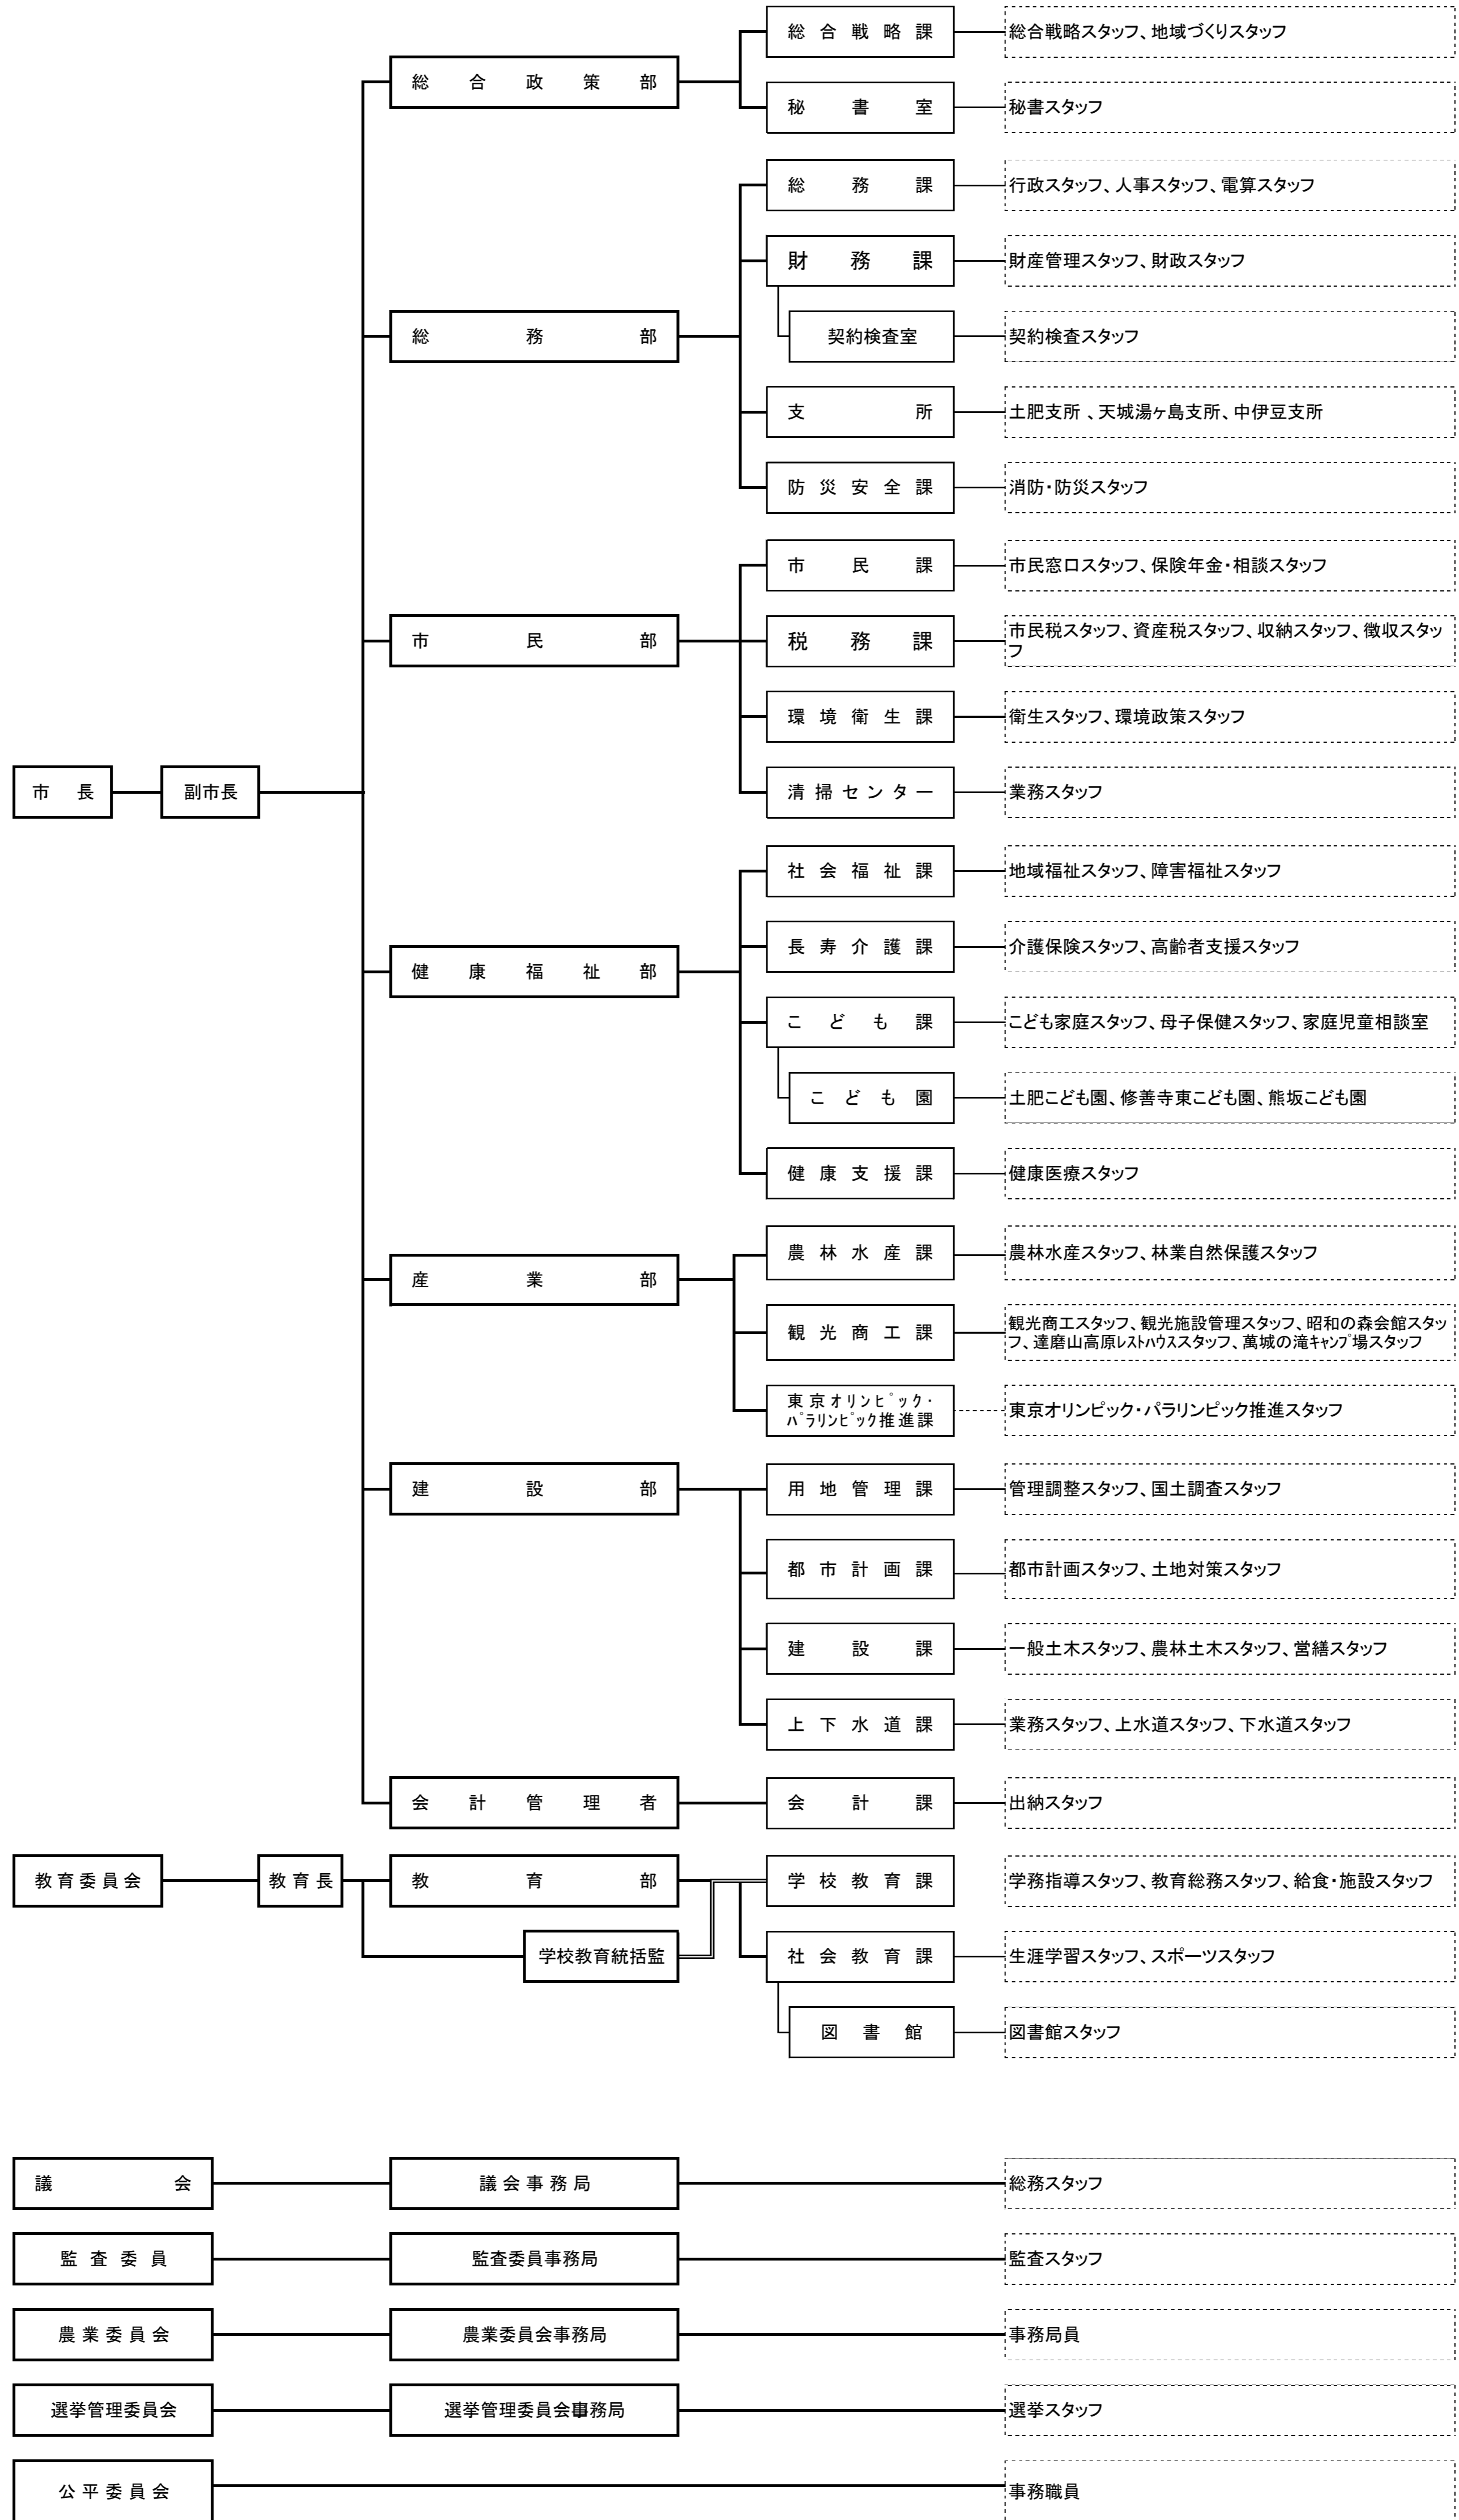 総合戦略課
総合戦略スタッフ、地域づくりスタッフ
総合政策部
秘書室
秘書スタッフ
総務課
行政スタッフ、人事スタッフ、電算スタッフ
財務課
財産管理スタッフ、財政スタッフ
総務部
契約検査室
契約検査スタッフ
支所
土肥支所 、天城湯ヶ島支所、中伊豆支所
防災安全課
消防・防災スタッフ
市民課
市民窓口スタッフ、保険年金・相談スタッフ
市民部
税務課
市民税スタッフ、資産税スタッフ、収納スタッフ、徴収スタッ
フ
環境衛生課
衛生スタッフ、環境政策スタッフ
市長
副市長
清掃センター
業務スタッフ
社会福祉課
地域福祉スタッフ、障害福祉スタッフ
長寿介護課
介護保険スタッフ、高齢者支援スタッフ
健康福祉部
こども課
こども家庭スタッフ、母子保健スタッフ、家庭児童相談室
こども園
土肥こども園、修善寺東こども園、熊坂こども園
健康支援課
健康医療スタッフ
農林水産課
農林水産スタッフ、林業自然保護スタッフ
産業部
観光商工課
観光商工スタッフ、観光施設管理スタッフ、昭和の森会館スタッ
フ、達磨山高原ﾚｽﾄﾊｳｽスタッフ、萬城の滝ｷｬﾝﾌﾟ場スタッフ
東京オリンピック・
パラリンピック推進課
東京オリンピック・パラリンピック推進スタッフ
建設部
用地管理課
管理調整スタッフ、国土調査スタッフ
都市計画課
都市計画スタッフ、土地対策スタッフ
建設課
一般土木スタッフ、農林土木スタッフ、営繕スタッフ
上下水道課
業務スタッフ、上水道スタッフ、下水道スタッフ
会計管理者
会計課
出納スタッフ
教育委員会
教育長
教育部
学校教育課
学務指導スタッフ、教育総務スタッフ、給食・施設スタッフ
学校教育統括監
社会教育課
生涯学習スタッフ、スポーツスタッフ
図書館
図書館スタッフ
議会
議会事務局
総務スタッフ
監査委員
監査委員事務局
監査スタッフ
農業委員会
農業委員会事務局
事務局員
選挙管理委員会
選挙管理委員会事務局
選挙スタッフ
公平委員会
事務職員